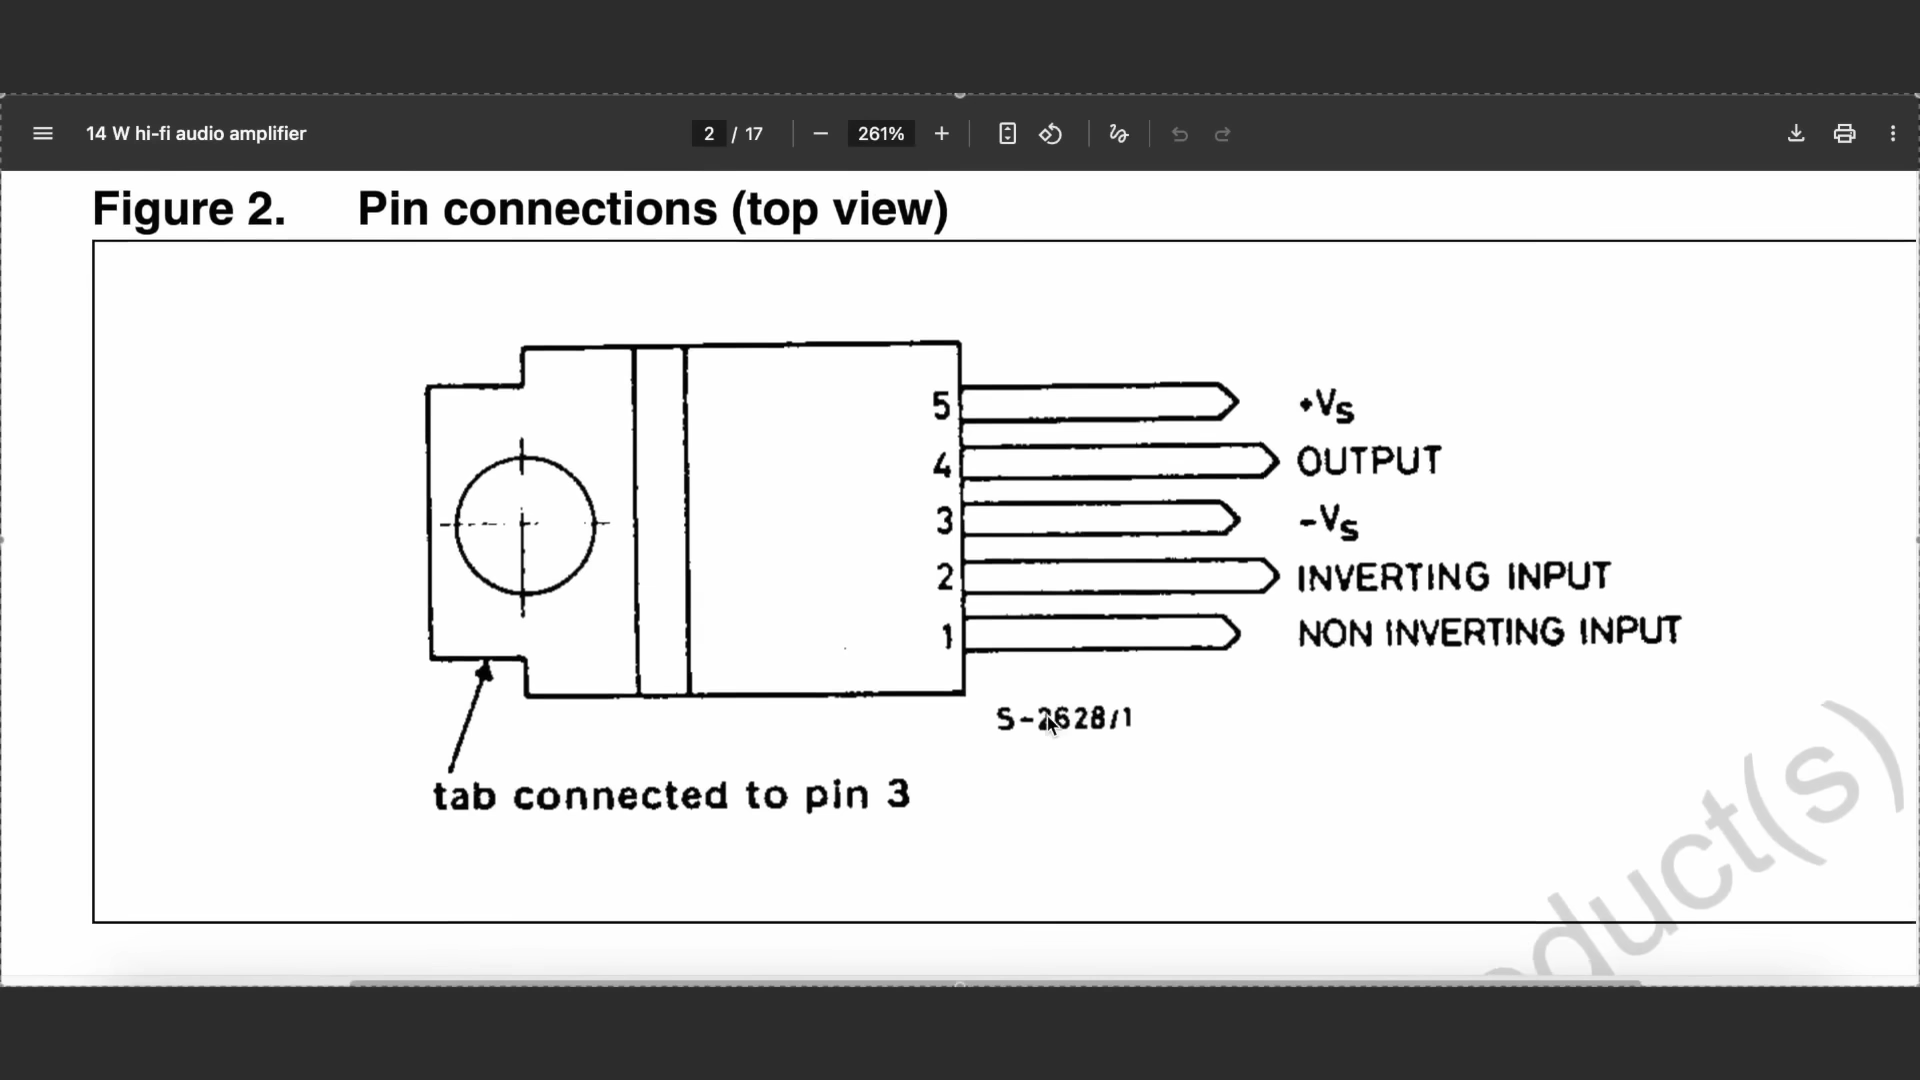 14 W hi-fi audio amplifier
2 / 17
261%
Figure 2. Pin connections (top view)
5 +VS
4 OUTPUT
3 -VS
2 INVERTING INPUT
1 NON INVERTING INPUT
S-2628/1
tab connected to pin 3
duct(s)